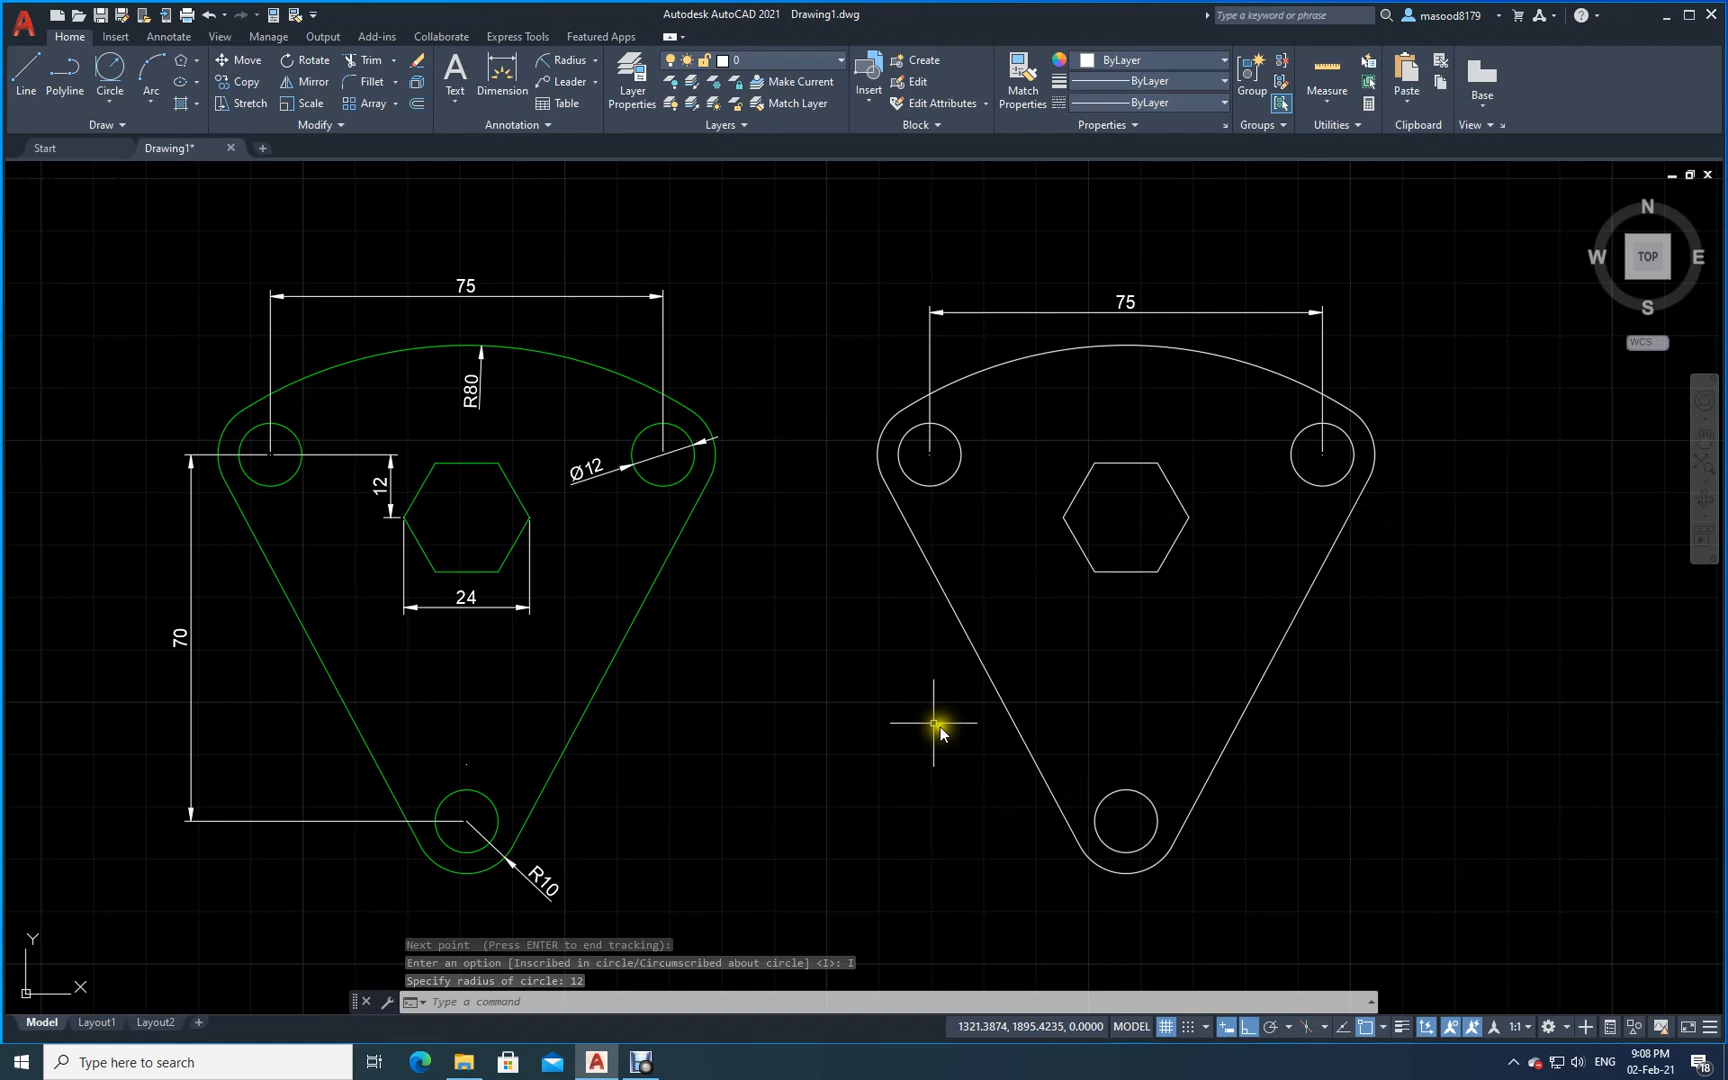 Autodesk AutoCAD 2021 Drawing1.dwg
Type a keyword or phrase
masood8179
Home Insert Annotate View Manage Output Add-ins Collaborate Express Tools Featured Apps
Line
Polyline
Circle
Arc
Draw
Move
Rotate
Trim
Copy
Mirror
Fillet
Stretch
Scale
Array
Modify
Text
Dimension
Radius
Leader
Table
Annotation
Layer
Properties
0
Make Current
Match Layer
Layers
Insert
Create
Edit
Edit Attributes
Block
Match
Properties
ByLayer
ByLayer
ByLayer
Properties
Group
Groups
Measure
Utilities
Paste
Clipboard
Base
View
Start
Drawing1*
N
W
TOP
E
S
WCS
75
R80
Ø12
12
24
70
R10
75
Y
X
Next point (Press ENTER to end tracking):
Enter an option [Inscribed in circle/Circumscribed about circle] <I>: I
Specify radius of circle: 12
Type a command
Model Layout1 Layout2
1321.3874, 1895.4235, 0.0000 MODEL
1:1
Type here to search
ENG
9:08 PM
02-Feb-21
18